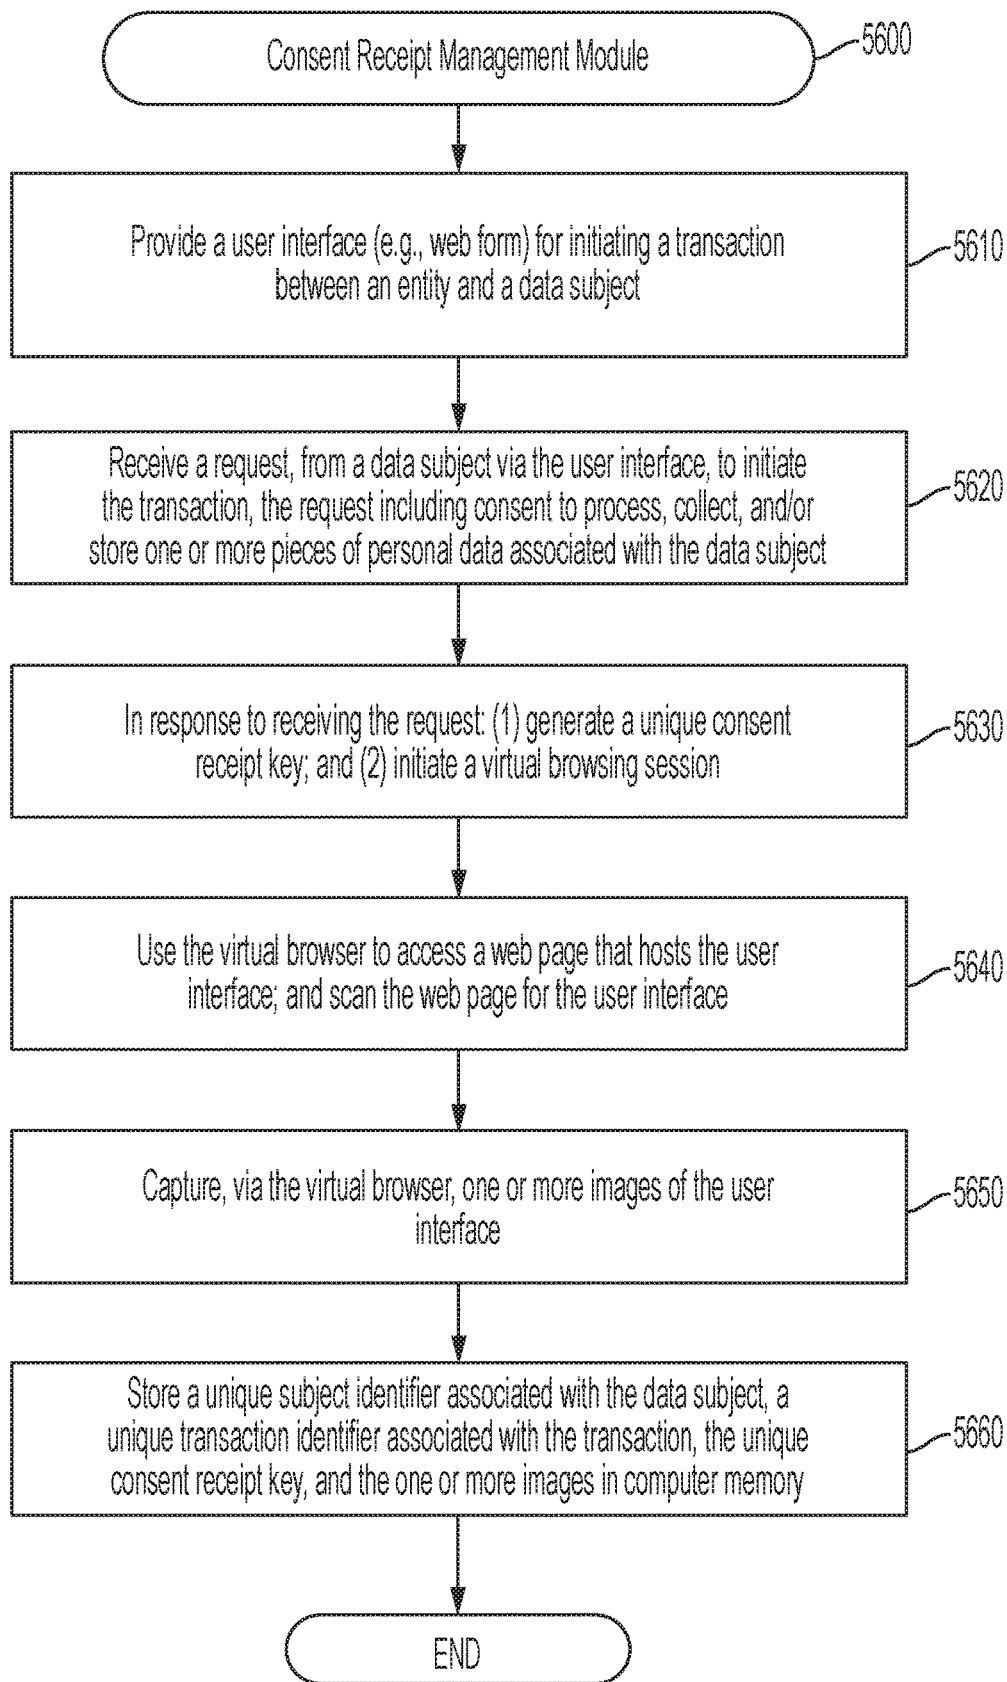 Consent Receipt Management Module
5600
Provide a user interface (e.g., web form) for initiating a transaction
between an entity and a data subject
5610
Receive a request, from a data subject via the user interface, to initiate
the transaction, the request including consent to process, collect, and/or
store one or more pieces of personal data associated with the data subject
5620
In response to receiving the request: (1) generate a unique consent
receipt key; and (2) initiate a virtual browsing session
5630
Use the virtual browser to access a web page that hosts the user
interface; and scan the web page for the user interface
5640
Capture, via the virtual browser, one or more images of the user
interface
5650
Store a unique subject identifier associated with the data subject, a
unique transaction identifier associated with the transaction, the unique
consent receipt key, and the one or more images in computer memory
5660
END